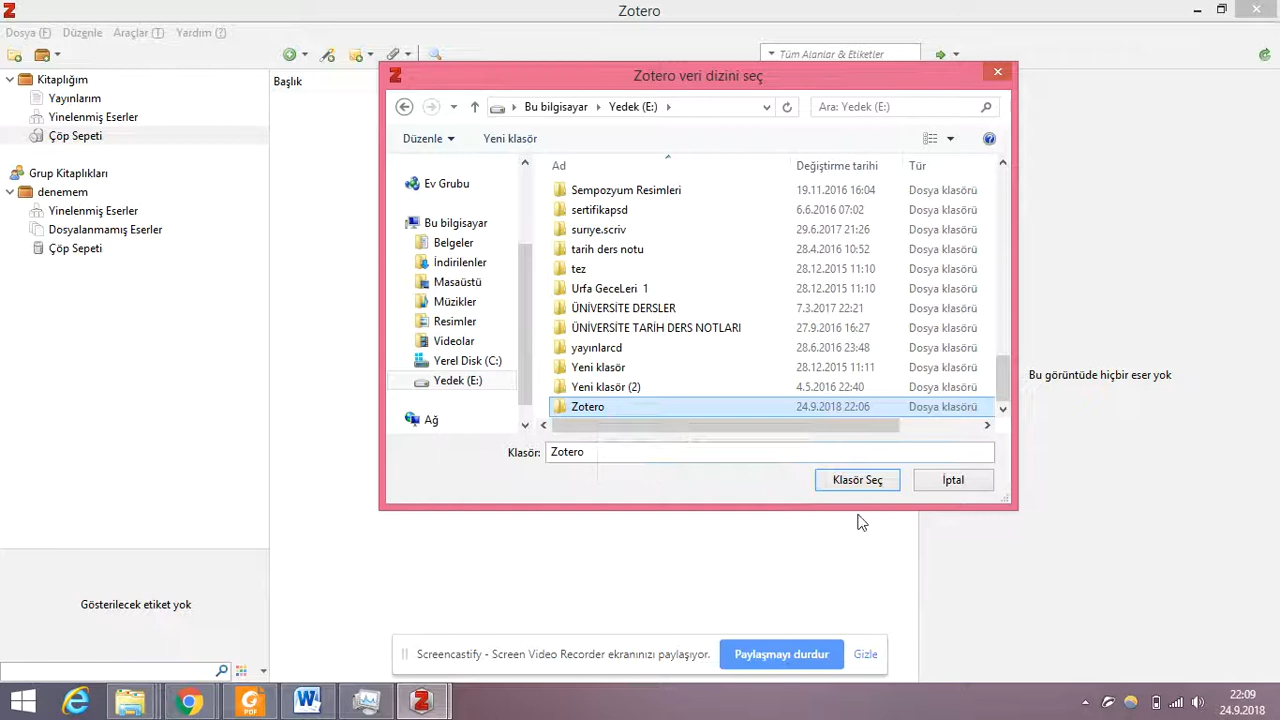 Zotero
Dosya (F) Düzenle Araçlar (T) Yardım (?)
Tüm Alanlar & Etiketler
Kitaplığım
Yayınlarım
Yinelenmiş Eserler
Çöp Sepeti
Grup Kitaplıkları
denemem
Yinelenmiş Eserler
Dosyalanmamış Eserler
Çöp Sepeti
Gösterilecek etiket yok
Başlık
Zotero veri dizini seç
Bu bilgisayar Yedek (E:)
Ara: Yedek (E:)
Düzenle Yeni klasör
Ev Grubu
Bu bilgisayar
Belgeler
İndirilenler
Masaüstü
Müzikler
Resimler
Videolar
Yerel Disk (C:)
Yedek (E:)
Ağ
Ad Değiştirme tarihi Tür
Sempozyum Resimleri 19.11.2016 16:04 Dosya klasörü
sertifikapsd 6.6.2016 07:02 Dosya klasörü
surıye.scriv 29.6.2017 21:26 Dosya klasörü
tarih ders notu 28.4.2016 10:52 Dosya klasörü
tez 28.12.2015 11:10 Dosya klasörü
Urfa GeceLeri 1 28.12.2015 11:10 Dosya klasörü
ÜNİVERSİTE DERSLER 7.3.2017 22:21 Dosya klasörü
ÜNİVERSİTE TARİH DERS NOTLARI 27.9.2016 16:27 Dosya klasörü
yayınlarcd 28.6.2016 23:48 Dosya klasörü
Yeni klasör 28.12.2015 11:11 Dosya klasörü
Yeni klasör (2) 4.5.2016 22:40 Dosya klasörü
Zotero 24.9.2018 22:06 Dosya klasörü
Klasör: Zotero
Klasör Seç İptal
Bu görüntüde hiçbir eser yok
Screencastify - Screen Video Recorder ekranınızı paylaşıyor. Paylaşmayı durdur Gizle
PDF
22:09
24.9.2018